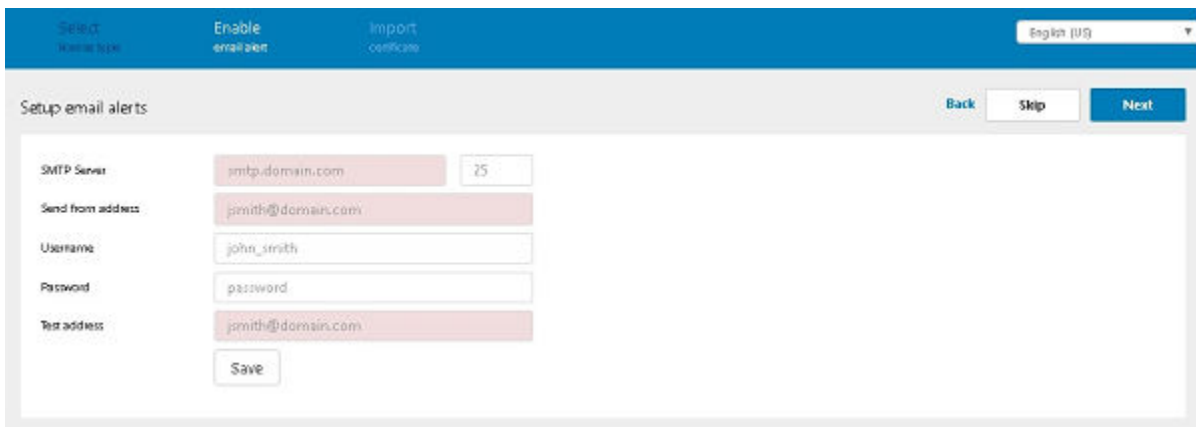 Select
license type
Enable
email alert
Import
certificate
English (US)
Setup email alerts
Back
Skip
Next
SMTP Server
smtp.domain.com
25
Send from address
jsmith@domain.com
Username
john_smith
Password
password
Test address
jsmith@domain.com
Save